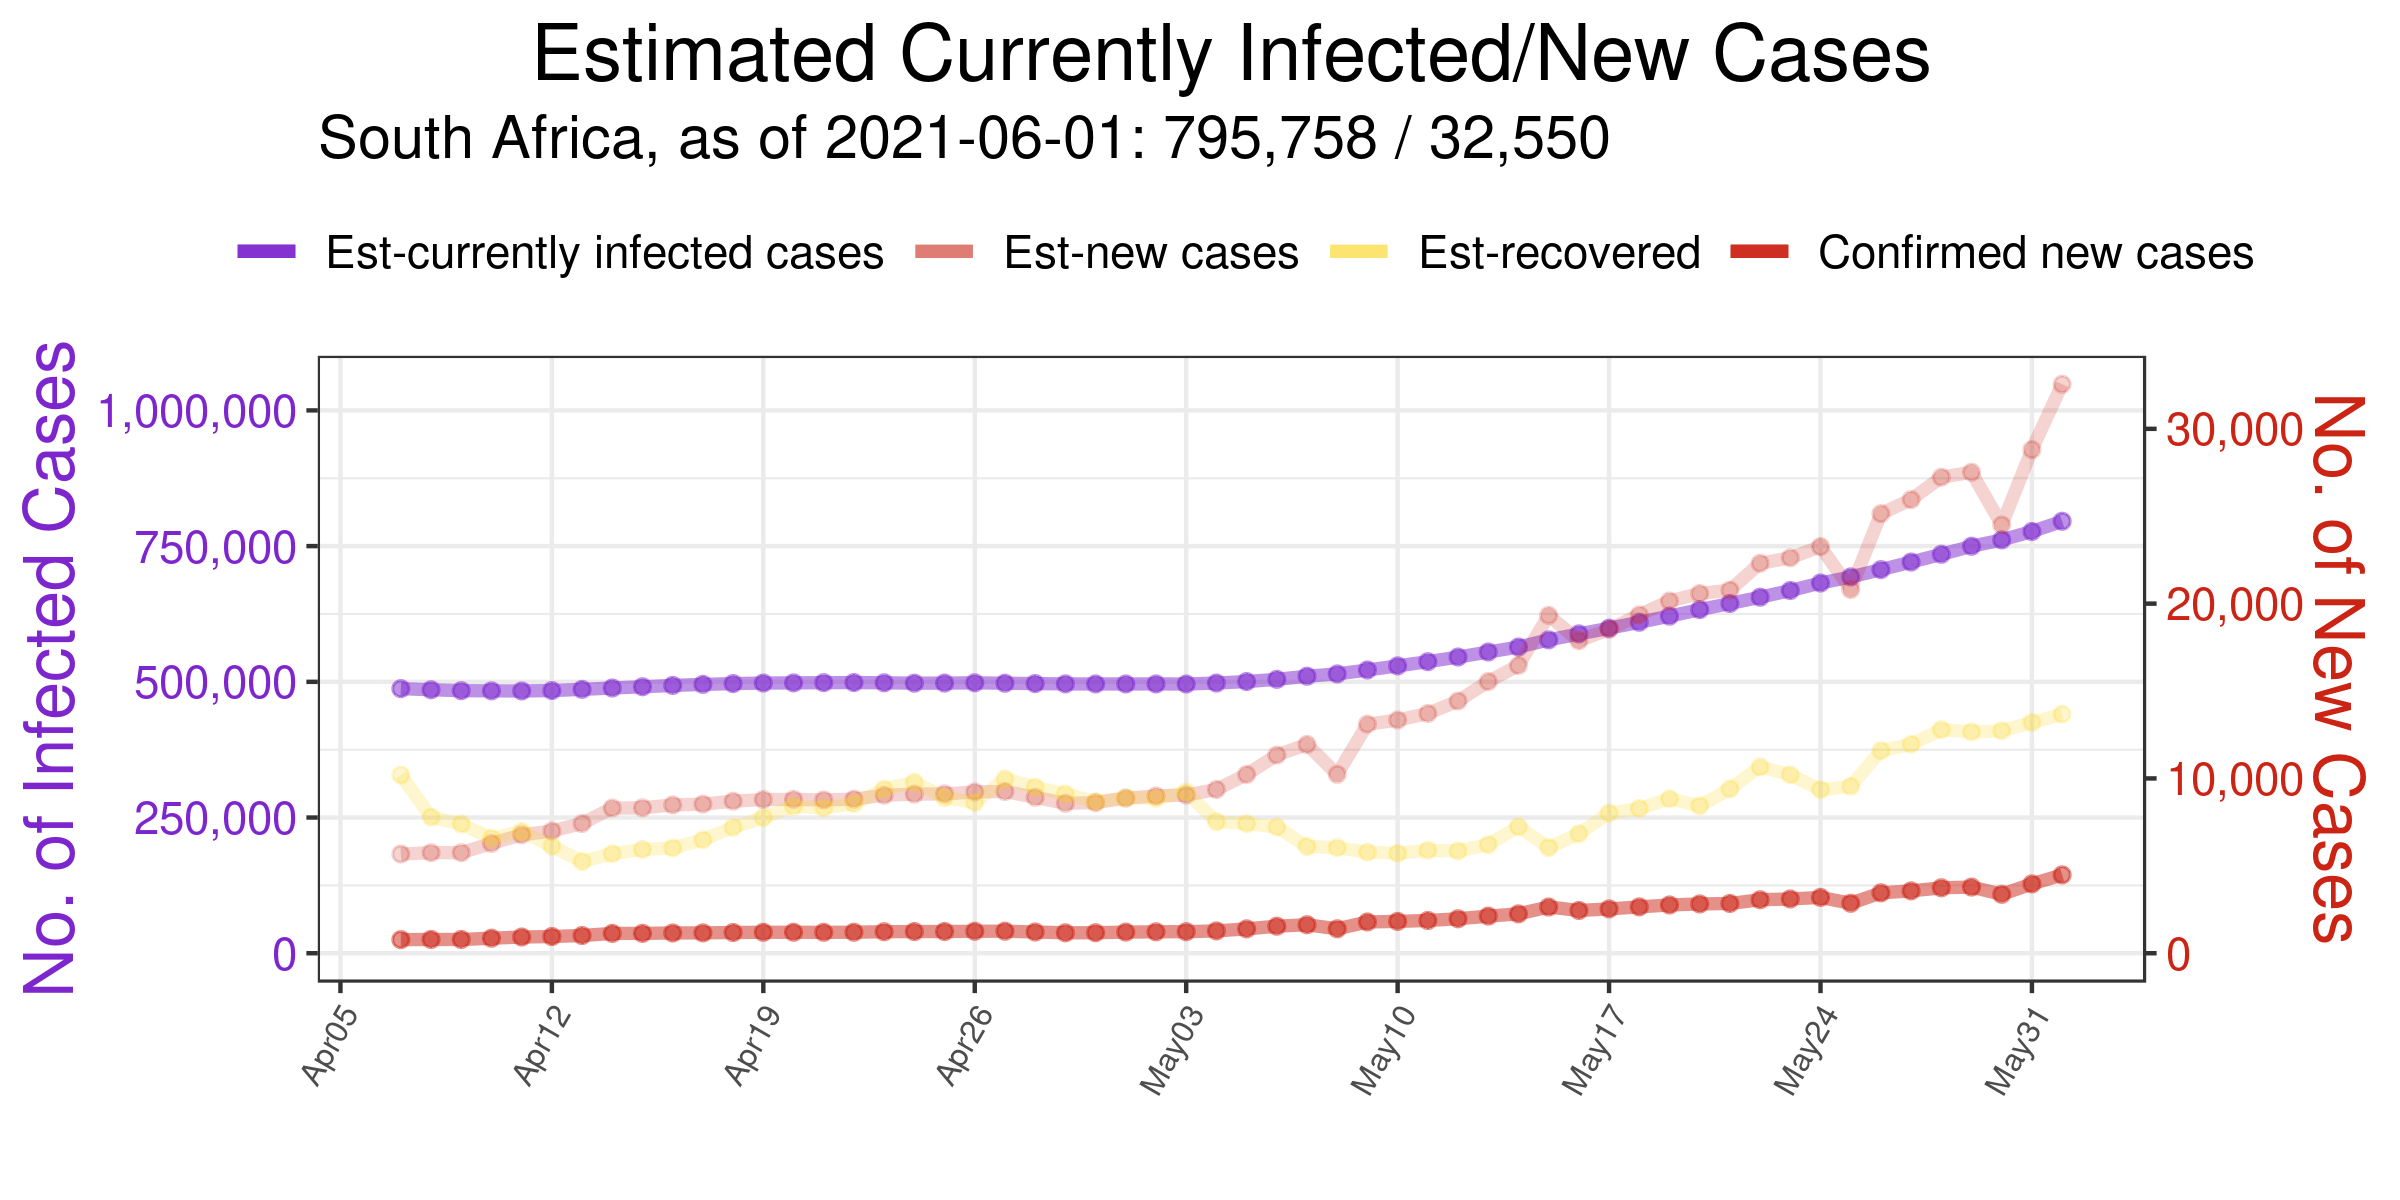 Estimated Currently Infected/New Cases
South Africa, as of 2021-06-01: 795,758 / 32,550
Est-currently infected cases Est-new cases Est-recovered Confirmed new cases
No. of Infected Cases
1,000,000
750,000
500,000
250,000
0
30,000
20,000
10,000
0
No. of New Cases
Apr05 Apr12 Apr19 Apr26 May03 May10 May17 May24 May31